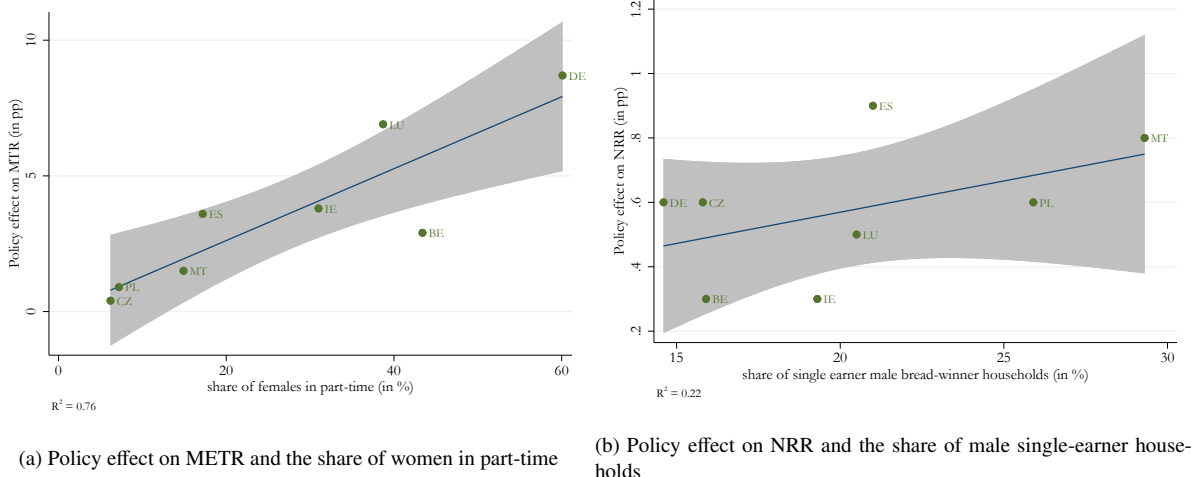 10
5
0
Policy effect on MTR (in pp)
DE
LU
ES
IE
BE
MT
PL
CZ
0 20 40 60
share of females in part-time (in %)
R² = 0.76
(a) Policy effect on METR and the share of women in part-time
1.2
1
.8
.6
.4
.2
Policy effect on NRR (in pp)
ES
MT
DE
CZ
PL
LU
BE
IE
15 20 25 30
share of single earner male bread-winner households (in %)
R² = 0.22
(b) Policy effect on NRR and the share of male single-earner house-
holds